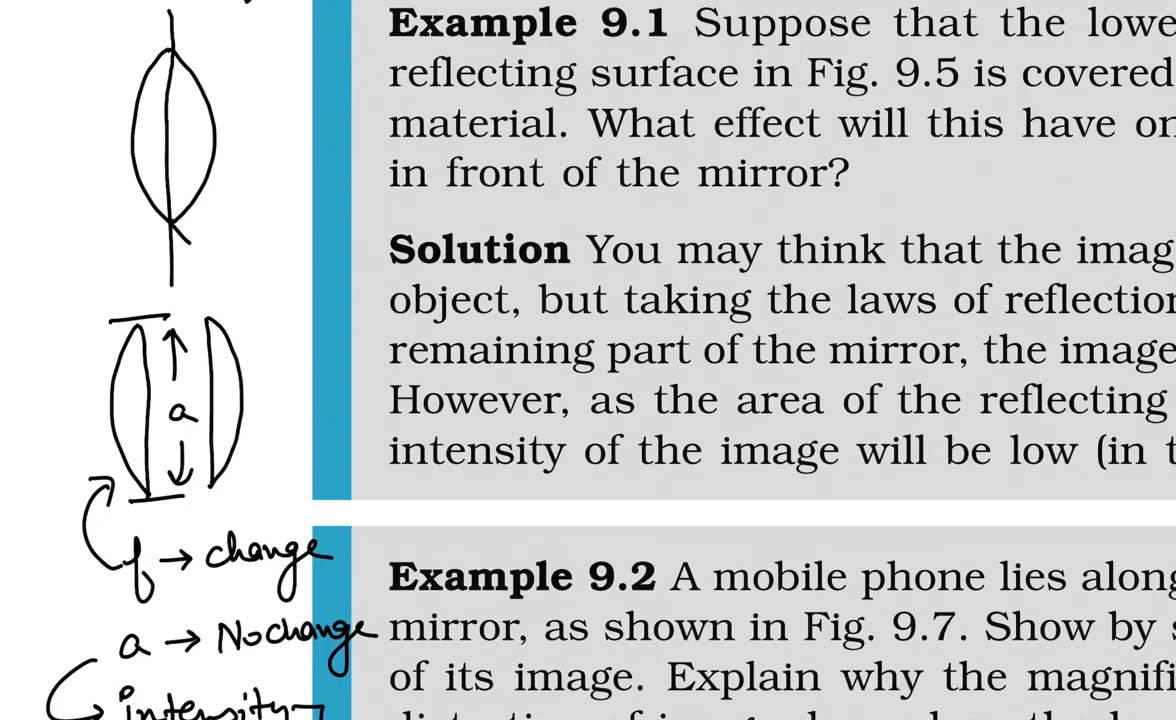 Example 9.1 Suppose that the lowe
reflecting surface in Fig. 9.5 is covered
material. What effect will this have on
in front of the mirror?
Solution You may think that the imag
object, but taking the laws of reflection
remaining part of the mirror, the image
However, as the area of the reflecting
intensity of the image will be low (in t
Example 9.2 A mobile phone lies along
mirror, as shown in Fig. 9.7. Show by s
of its image. Explain why the magnifi
a
f → change
a → No change
intensity